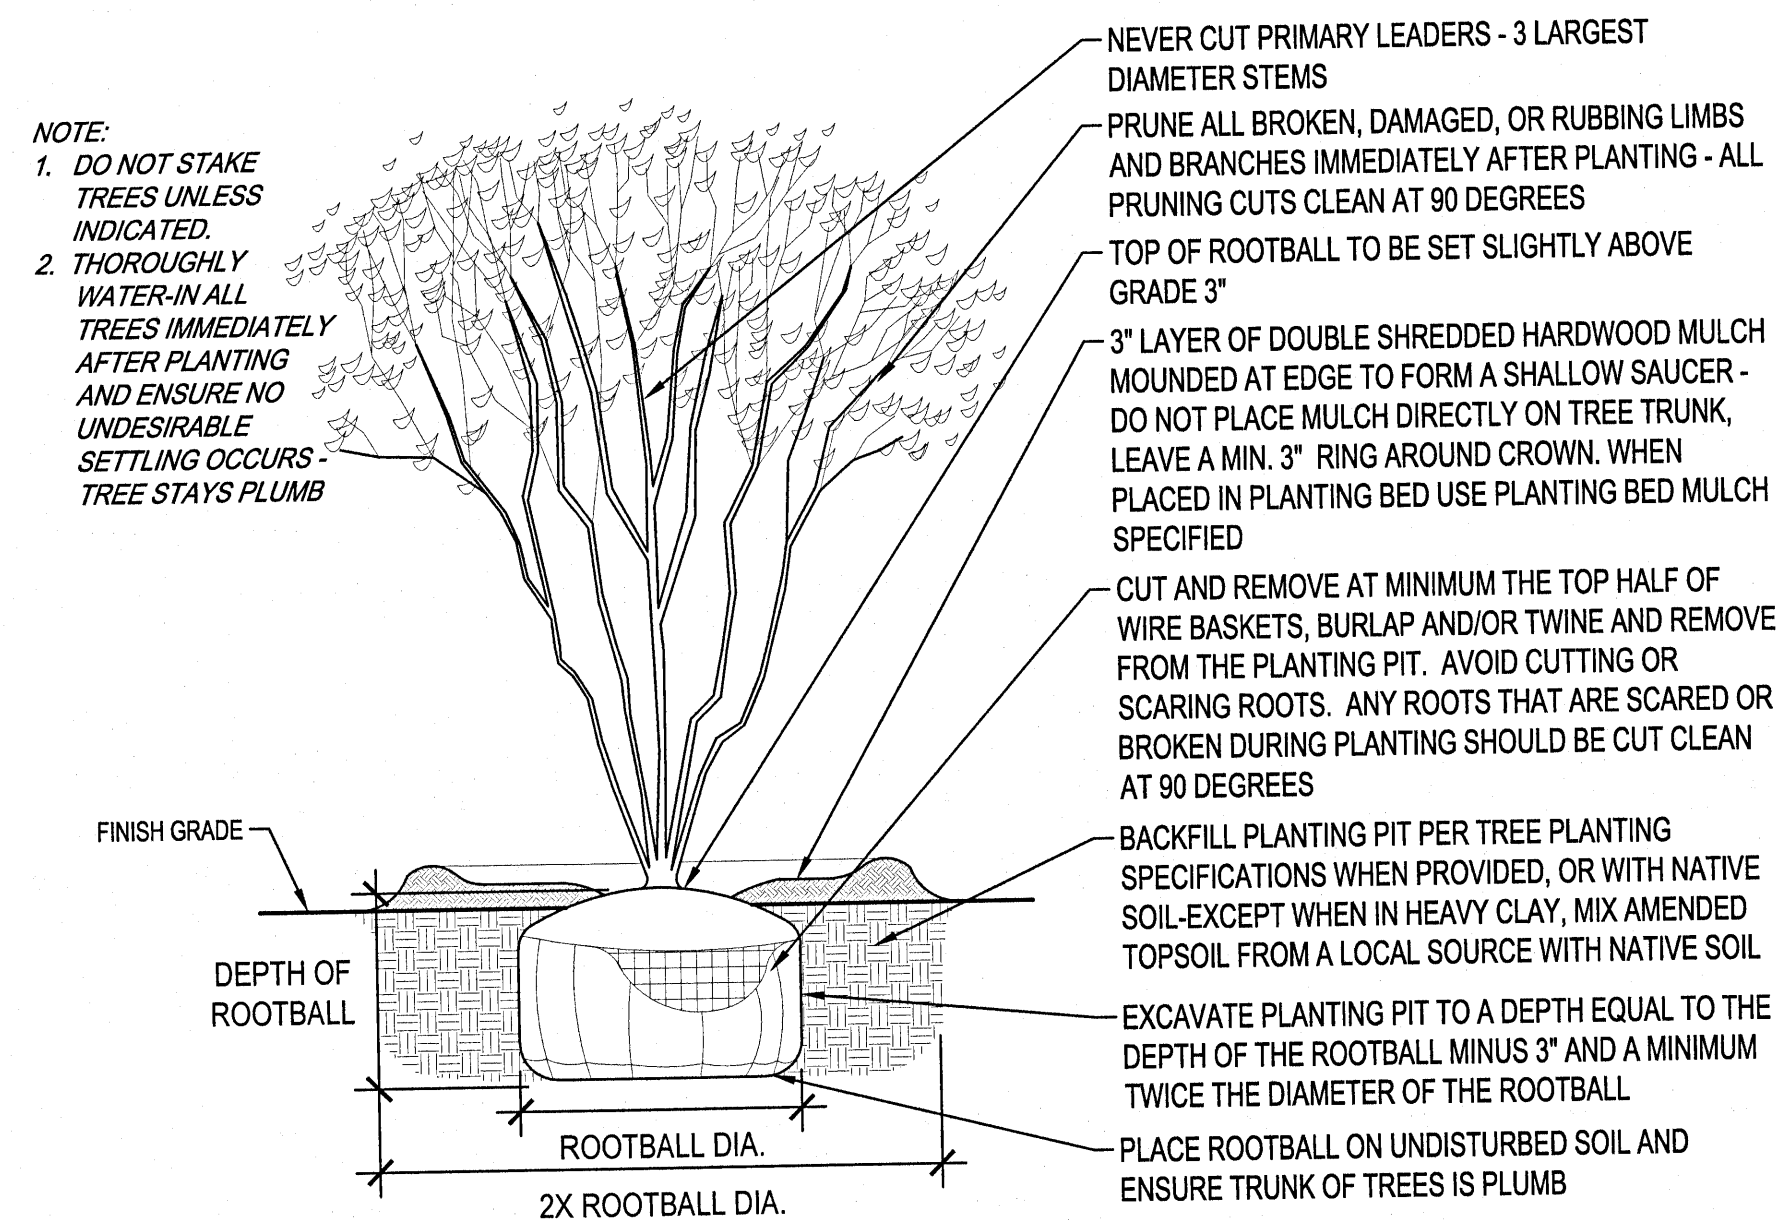 NOTE:
1. DO NOT STAKE
TREES UNLESS
INDICATED.
2. THOROUGHLY
WATER-IN ALL
TREES IMMEDIATELY
AFTER PLANTING
AND ENSURE NO
UNDESIRABLE
SETTLING OCCURS -
TREE STAYS PLUMB
NEVER CUT PRIMARY LEADERS - 3 LARGEST
DIAMETER STEMS
PRUNE ALL BROKEN, DAMAGED, OR RUBBING LIMBS
AND BRANCHES IMMEDIATELY AFTER PLANTING - ALL
PRUNING CUTS CLEAN AT 90 DEGREES
TOP OF ROOTBALL TO BE SET SLIGHTLY ABOVE
GRADE 3"
3" LAYER OF DOUBLE SHREDDED HARDWOOD MULCH
MOUNDED AT EDGE TO FORM A SHALLOW SAUCER -
DO NOT PLACE MULCH DIRECTLY ON TREE TRUNK,
LEAVE A MIN. 3" RING AROUND CROWN. WHEN
PLACED IN PLANTING BED USE PLANTING BED MULCH
SPECIFIED
CUT AND REMOVE AT MINIMUM THE TOP HALF OF
WIRE BASKETS, BURLAP AND/OR TWINE AND REMOVE
FROM THE PLANTING PIT. AVOID CUTTING OR
SCARING ROOTS. ANY ROOTS THAT ARE SCARED OR
BROKEN DURING PLANTING SHOULD BE CUT CLEAN
AT 90 DEGREES
BACKFILL PLANTING PIT PER TREE PLANTING
SPECIFICATIONS WHEN PROVIDED, OR WITH NATIVE
SOIL-EXCEPT WHEN IN HEAVY CLAY, MIX AMENDED
TOPSOIL FROM A LOCAL SOURCE WITH NATIVE SOIL
EXCAVATE PLANTING PIT TO A DEPTH EQUAL TO THE
DEPTH OF THE ROOTBALL MINUS 3" AND A MINIMUM
TWICE THE DIAMETER OF THE ROOTBALL
PLACE ROOTBALL ON UNDISTURBED SOIL AND
ENSURE TRUNK OF TREES IS PLUMB
FINISH GRADE
DEPTH OF
ROOTBALL
ROOTBALL DIA.
2X ROOTBALL DIA.